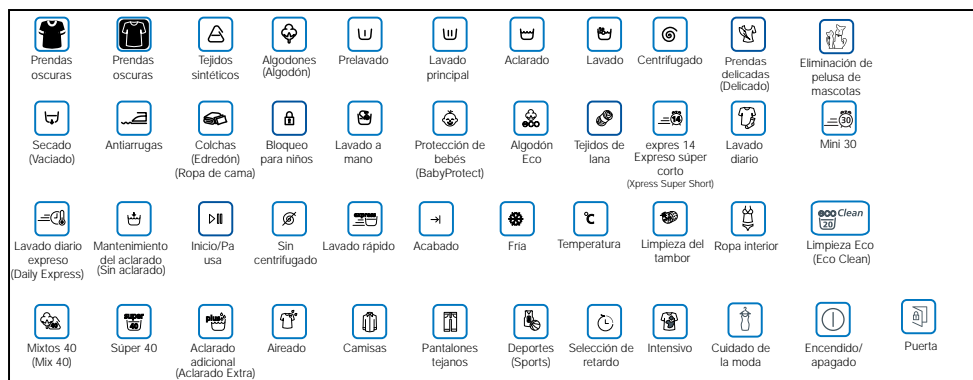 Prendas oscuras
Prendas oscuras
Tejidos sintéticos
Algodones (Algodón)
Prelavado
Lavado principal
Aclarado
Lavado
Centrifugado
Prendas delicadas (Delicado)
Eliminación de pelusa de mascotas
Secado (Vaciado)
Antiarrugas
Colchas (Edredón) (Ropa de cama)
Bloqueo para niños
Lavado a mano
Protección de bebés (BabyProtect)
eco
Algodón Eco
Tejidos de lana
14
expres 14 Expreso súper corto (Xpress Super Short)
Lavado diario
30
Mini 30
Lavado diario expreso (Daily Express)
Mantenimiento del aclarado (Sin aclarado)
Inicio/Pa usa
Sin centrifugado
express
Lavado rápido
Acabado
Fría
°C
Temperatura
Limpieza del tambor
Ropa interior
eco Clean
20
Limpieza Eco (Eco Clean)
40
Mixtos 40 (Mix 40)
super
40
Súper 40
plus
Aclarado adicional (Aclarado Extra)
Aireado
Camisas
Pantalones tejanos
Deportes (Sports)
Selección de retardo
Intensivo
Cuidado de la moda
Encendido/ apagado
Puerta